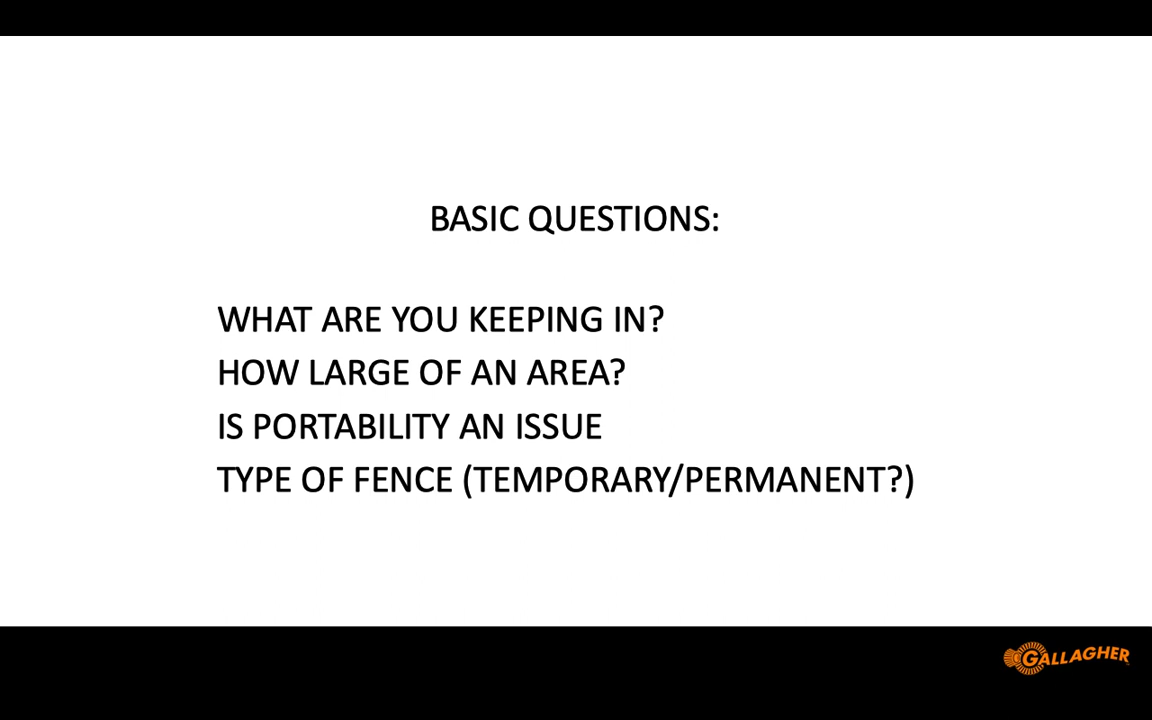 BASIC QUESTIONS:
WHAT ARE YOU KEEPING IN?
HOW LARGE OF AN AREA?
IS PORTABILITY AN ISSUE
TYPE OF FENCE (TEMPORARY/PERMANENT?)
GALLAGHER